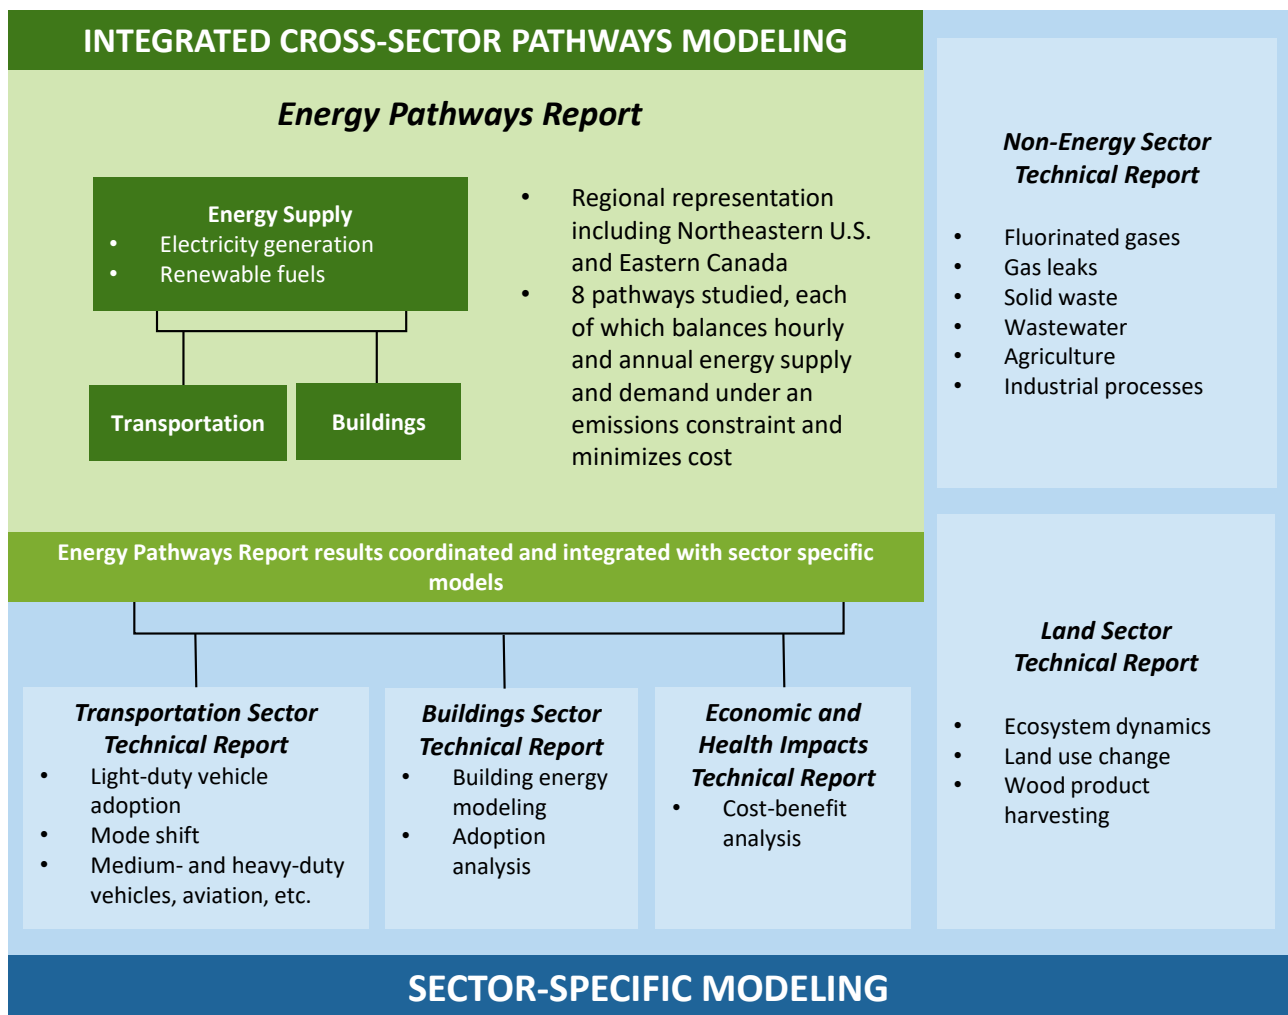 INTEGRATED CROSS-SECTOR PATHWAYS MODELING
Energy Pathways Report
Energy Supply
• Electricity generation
• Renewable fuels
Transportation
Buildings
• Regional representation
including Northeastern U.S.
and Eastern Canada
• 8 pathways studied, each
of which balances hourly
and annual energy supply
and demand under an
emissions constraint and
minimizes cost
Energy Pathways Report results coordinated and integrated with sector specific
models
Transportation Sector
Technical Report
• Light-duty vehicle
adoption
• Mode shift
• Medium- and heavy-duty
vehicles, aviation, etc.
Buildings Sector
Technical Report
• Building energy
modeling
• Adoption
analysis
Economic and
Health Impacts
Technical Report
• Cost-benefit
analysis
Non-Energy Sector
Technical Report
• Fluorinated gases
• Gas leaks
• Solid waste
• Wastewater
• Agriculture
• Industrial processes
Land Sector
Technical Report
• Ecosystem dynamics
• Land use change
• Wood product
harvesting
SECTOR-SPECIFIC MODELING